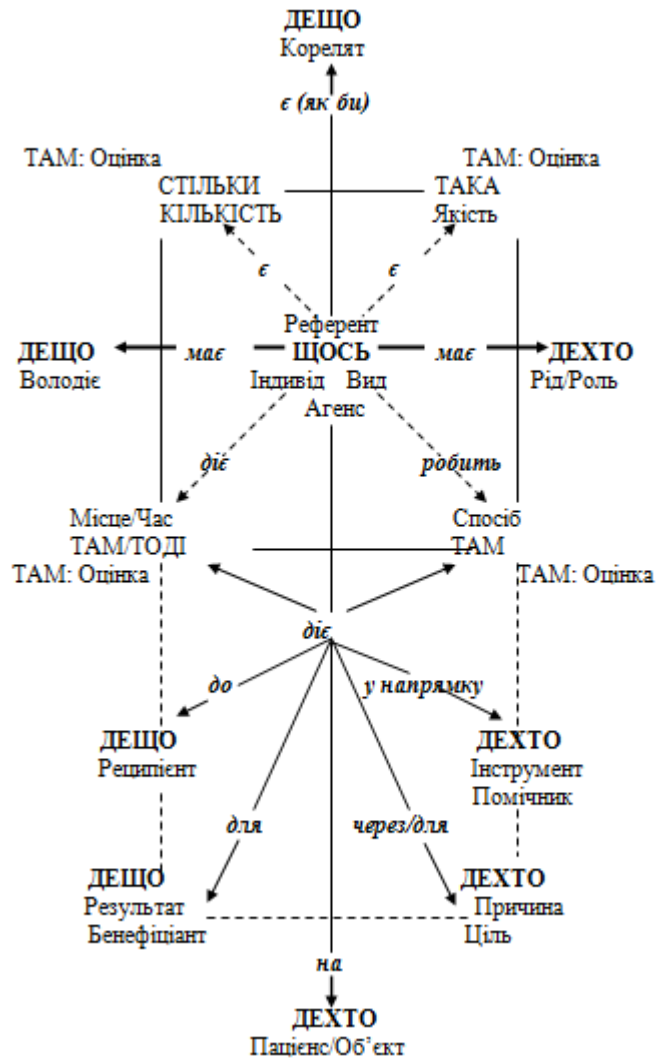 ДЕЩО
Корелят
є (як би)
ТАМ: Оцінка
ТАМ: Оцінка
СТІЛЬКИ
КІЛЬКІСТЬ
ТАКА
Якість
є
є
Референт
ДЕЩО
Володіє
має
ЩОСЬ
має
ДЕХТО
Рід/Роль
Індивід Вид
Агенс
діє
робить
Місце/Час
ТАМ/ТОДІ
ТАМ: Оцінка
Спосіб
ТАМ
ТАМ: Оцінка
діє
до
у напрямку
ДЕЩО
Реципієнт
ДЕХТО
Інструмент
Помічник
для
через/для
ДЕЩО
Результат
Бенефіціант
ДЕХТО
Причина
Ціль
на
ДЕХТО
Пацієнс/Об’єкт